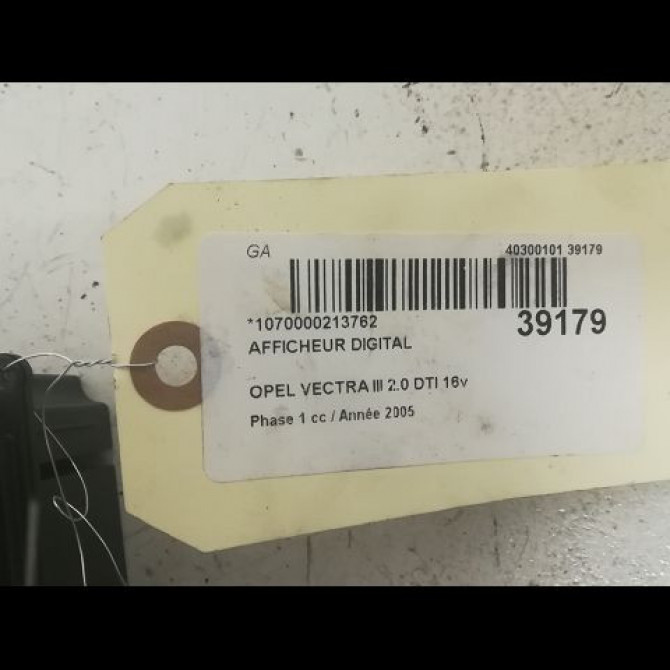 GA 40300101 39179
*1070000213762 39179
AFFICHEUR DIGITAL
OPEL VECTRA III 2.0 DTI 16v
Phase 1 cc / Année 2005